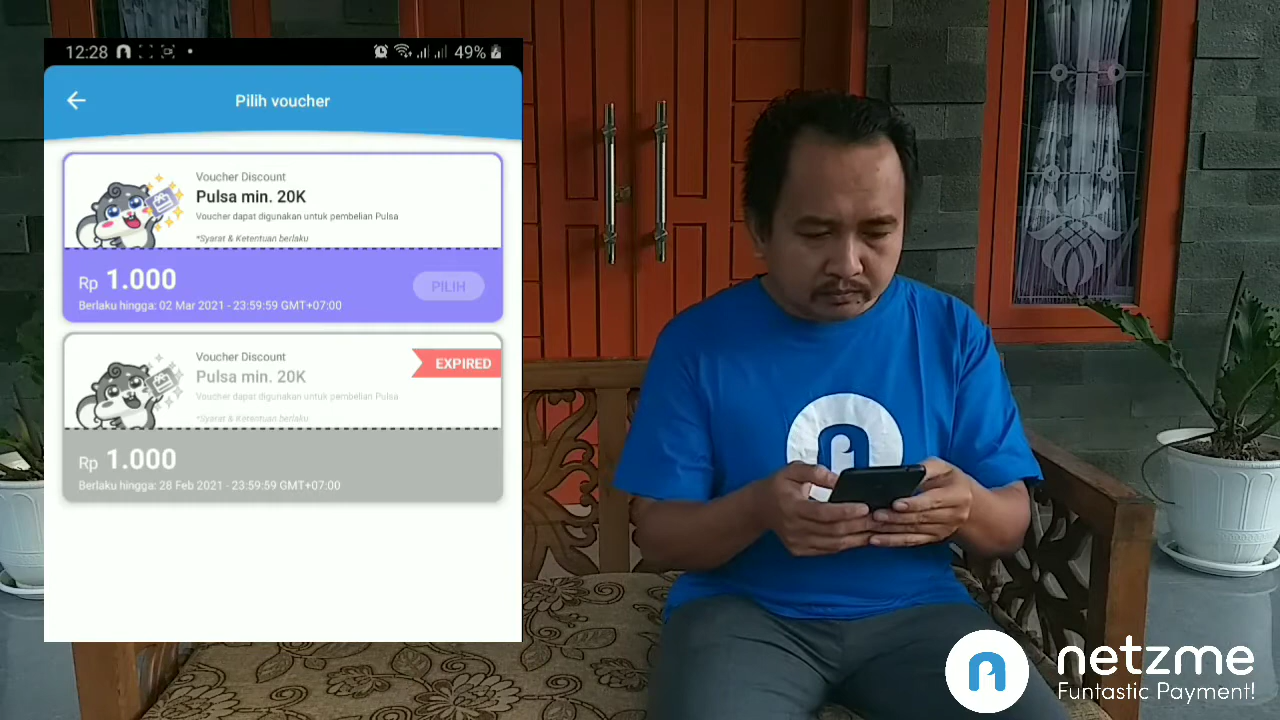 12:28
49%
Pilih voucher
Voucher Discount
Pulsa min. 20K
Voucher dapat digunakan untuk pembelian Pulsa
*Syarat & Ketentuan berlaku
Rp 1.000
PILIH
Berlaku hingga: 02 Mar 2021 - 23:59:59 GMT+07:00
Voucher Discount
EXPIRED
Pulsa min. 20K
Voucher dapat digunakan untuk pembelian Pulsa
*Syarat & Ketentuan berlaku
Rp 1.000
Berlaku hingga: 28 Feb 2021 - 23:59:59 GMT+07:00
netzme
Funtastic Payment!